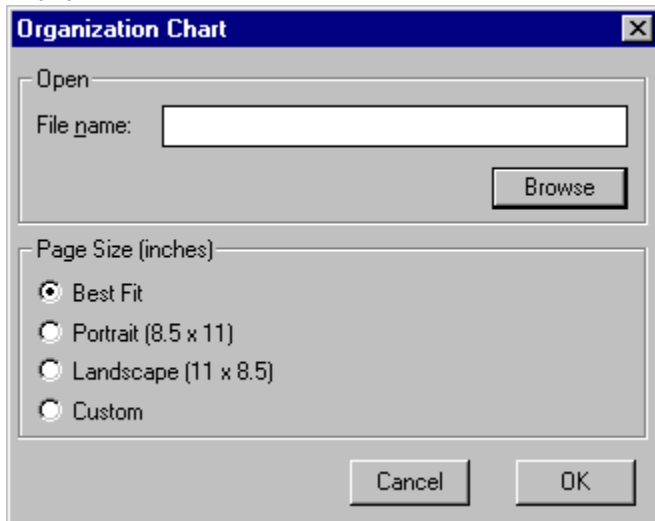 Organization Chart
Open
File name:
Browse
Page Size (inches)
Best Fit
Portrait (8.5 x 11)
Landscape (11 x 8.5)
Custom
Cancel OK